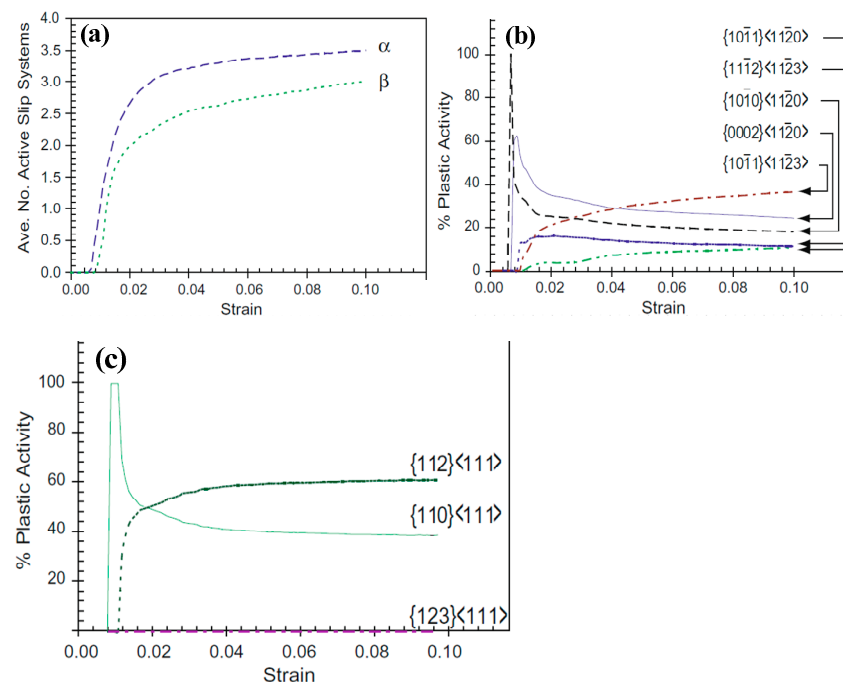 (a)
Ave. No. Active Slip Systems
4.0
3.5
3.0
2.5
2.0
1.5
1.0
0.5
0.0
α
β
0.00 0.02 0.04 0.06 0.08 0.10
Strain
(b)
% Plastic Activity
100
80
60
40
20
0
{101̄1}<112̄0>
{111̄2}<112̄3>
{101̄0}<112̄0>
{0002}<112̄0>
{101̄1}<112̄3>
0.00 0.02 0.04 0.06 0.08 0.10
Strain
(c)
% Plastic Activity
100
80
60
40
20
{112}<111>
{110}<111>
{123}<111>
0.00 0.02 0.04 0.06 0.08 0.10
Strain